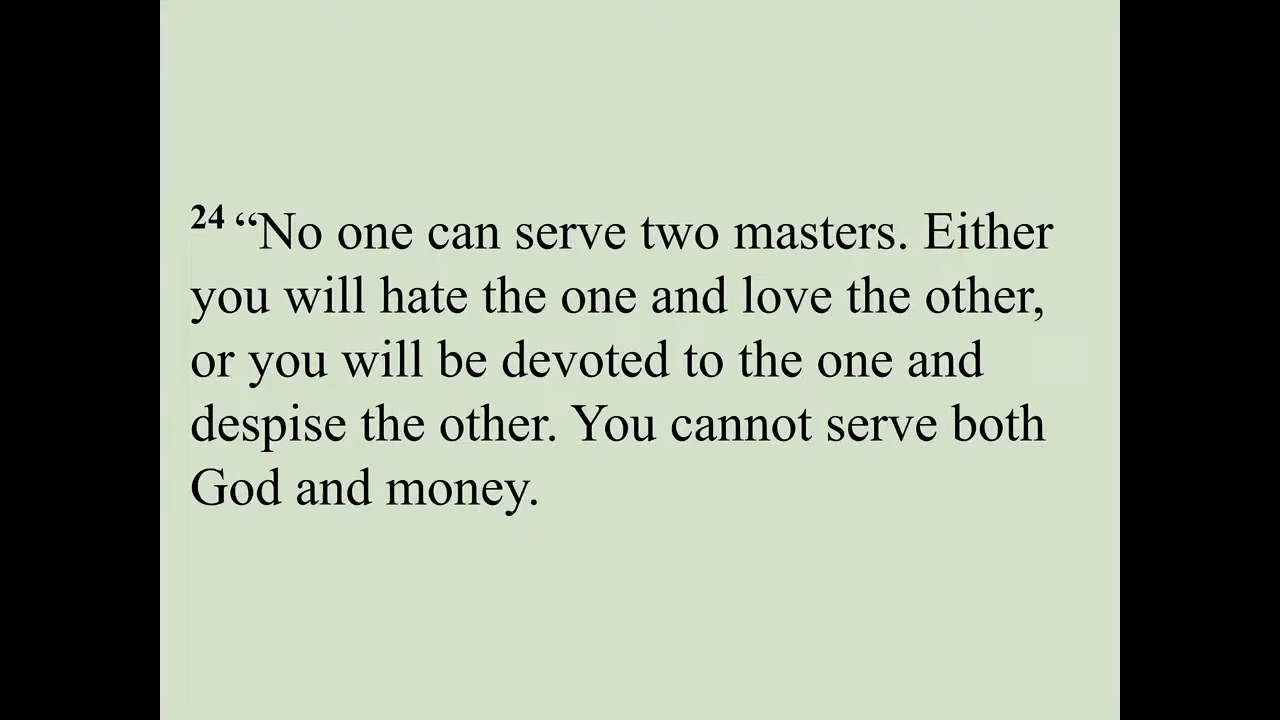 24 “No one can serve two masters. Either
you will hate the one and love the other,
or you will be devoted to the one and
despise the other. You cannot serve both
God and money.